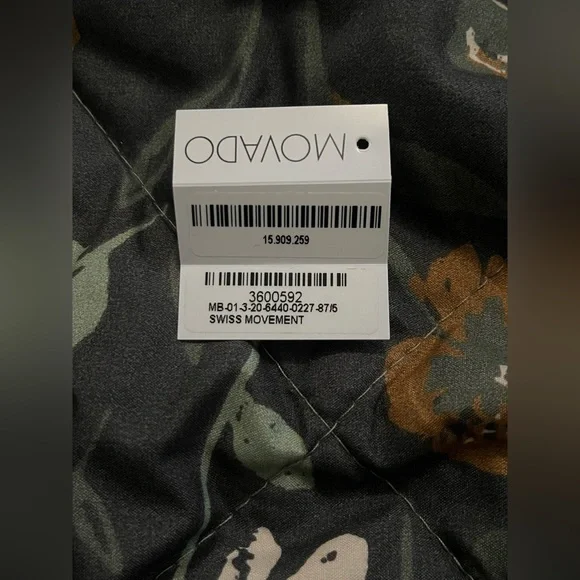 MOVADO
15.909.259
3600592
MB-01-3-20-6440-0227-87/5
SWISS MOVEMENT